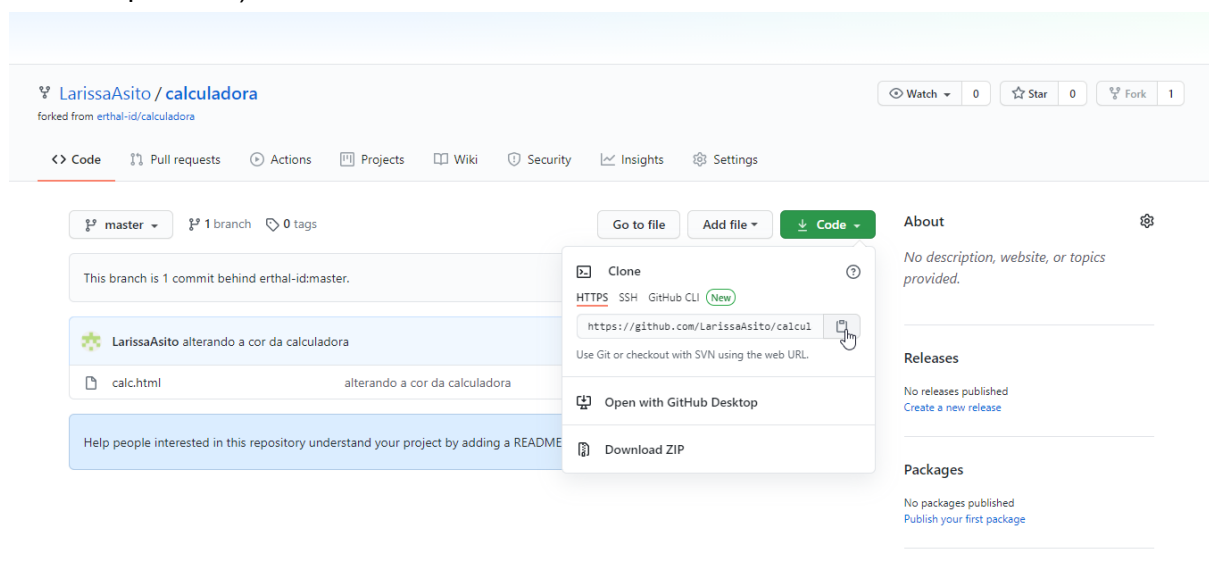 LarissaAsito / calculadora
forked from erthal-id/calculadora
Watch 0 Star 0 Fork 1
<> Code Pull requests Actions Projects Wiki Security Insights Settings
master 1 branch 0 tags
Go to file Add file Code
This branch is 1 commit behind erthal-id:master.
LarissaAsito alterando a cor da calculadora
calc.html alterando a cor da calculadora
Help people interested in this repository understand your project by adding a README
Clone
HTTPS SSH GitHub CLI New
https://github.com/LarissaAsito/calcul
Use Git or checkout with SVN using the web URL.
Open with GitHub Desktop
Download ZIP
About
No description, website, or topics
provided.
Releases
No releases published
Create a new release
Packages
No packages published
Publish your first package